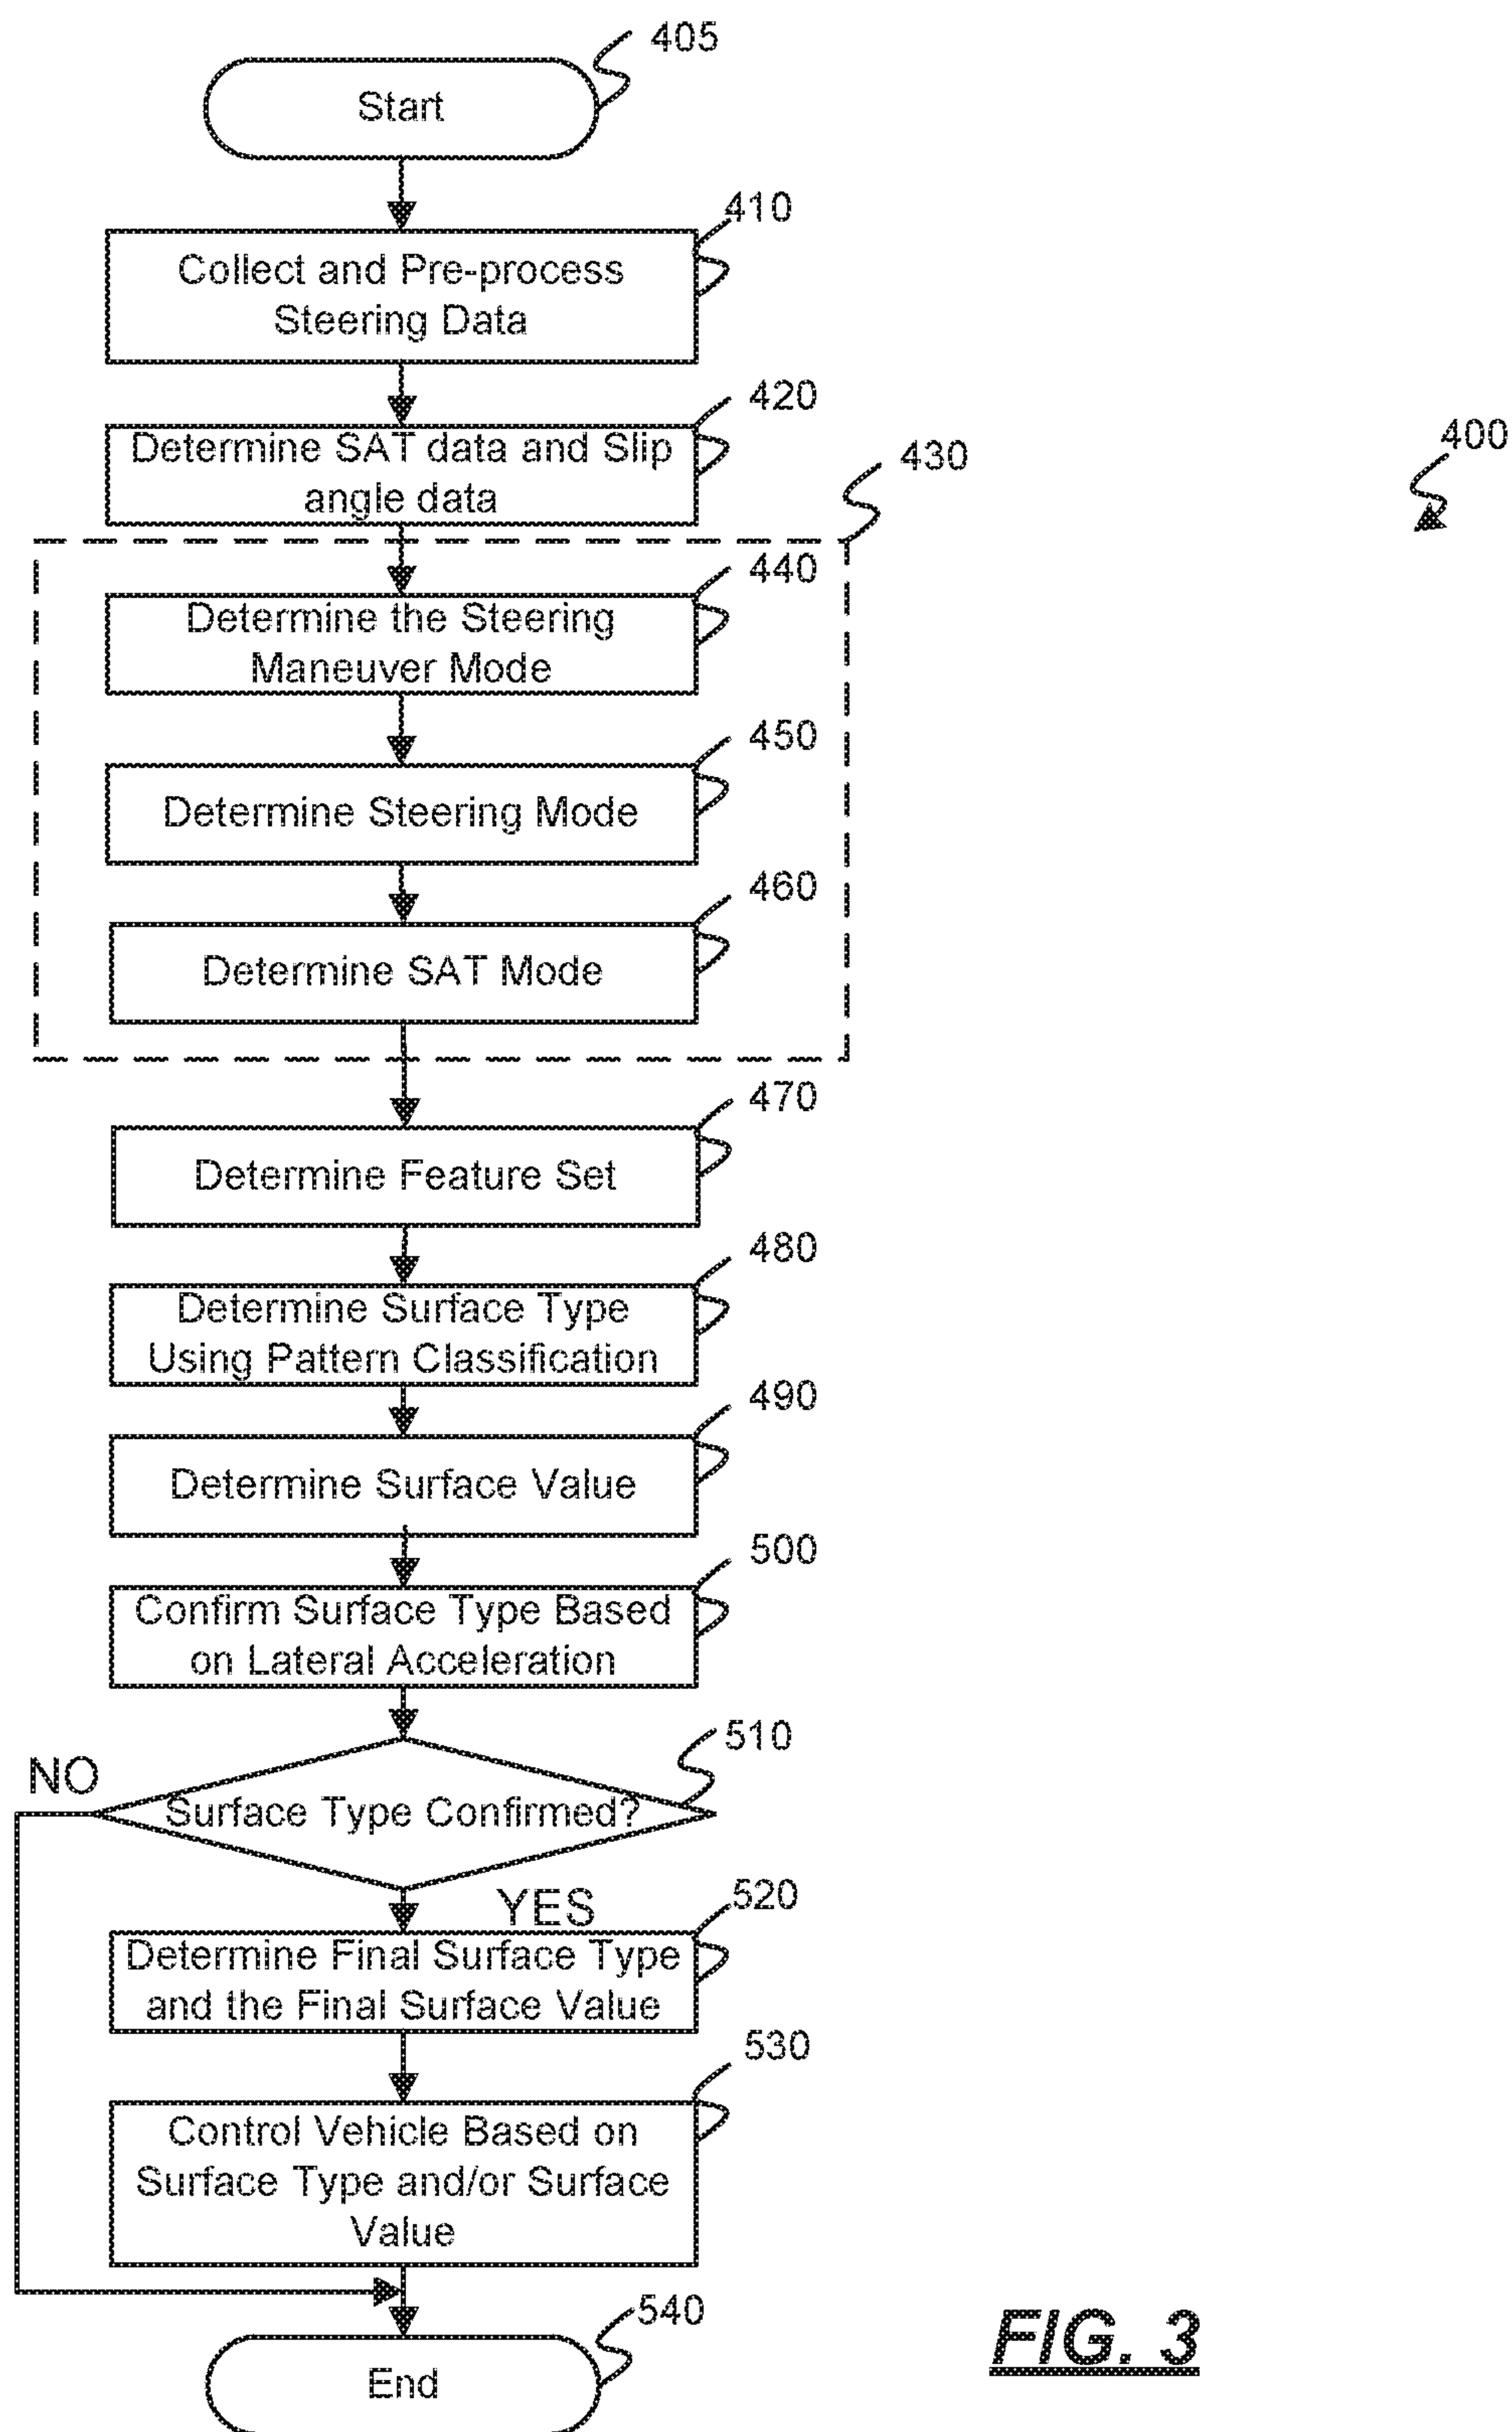 405
Start
410
Collect and Pre-process
Steering Data
420
Determine SAT data and Slip
angle data
430
400
440
Determine the Steering
Maneuver Mode
450
Determine Steering Mode
460
Determine SAT Mode
470
Determine Feature Set
480
Determine Surface Type
Using Pattern Classification
490
Determine Surface Value
500
Confirm Surface Type Based
on Lateral Acceleration
510
NO
Surface Type Confirmed?
YES
520
Determine Final Surface Type
and the Final Surface Value
530
Control Vehicle Based on
Surface Type and/or Surface
Value
540
End
FIG. 3